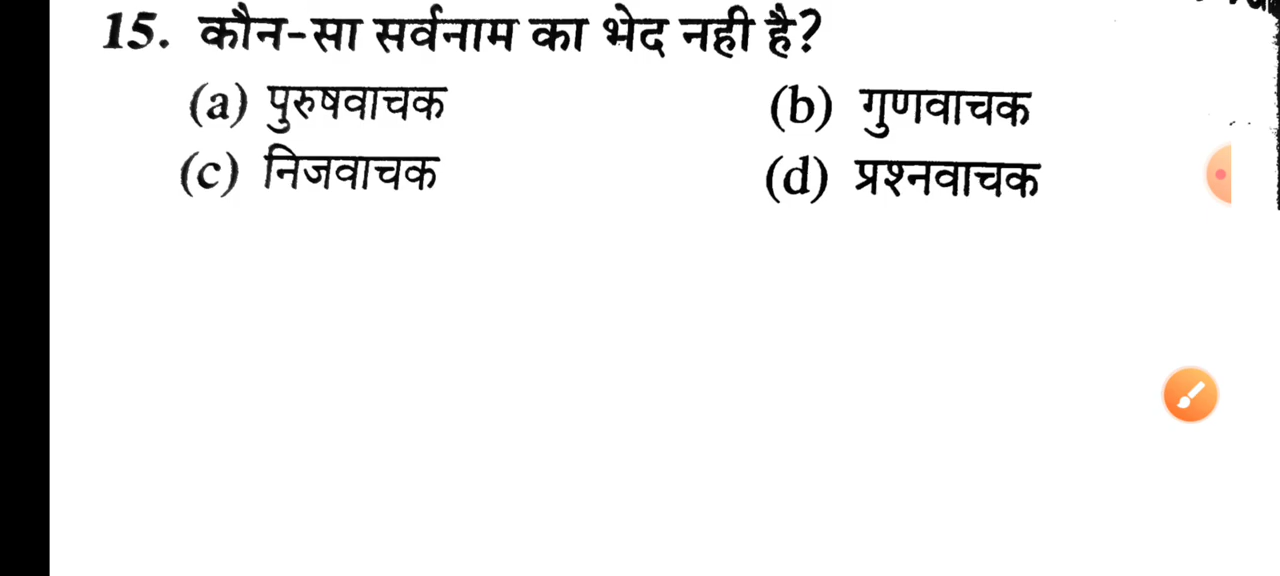 15. कौन-सा सर्वनाम का भेद नही है?
(a) पुरुषवाचक (b) गुणवाचक
(c) निजवाचक (d) प्रश्नवाचक